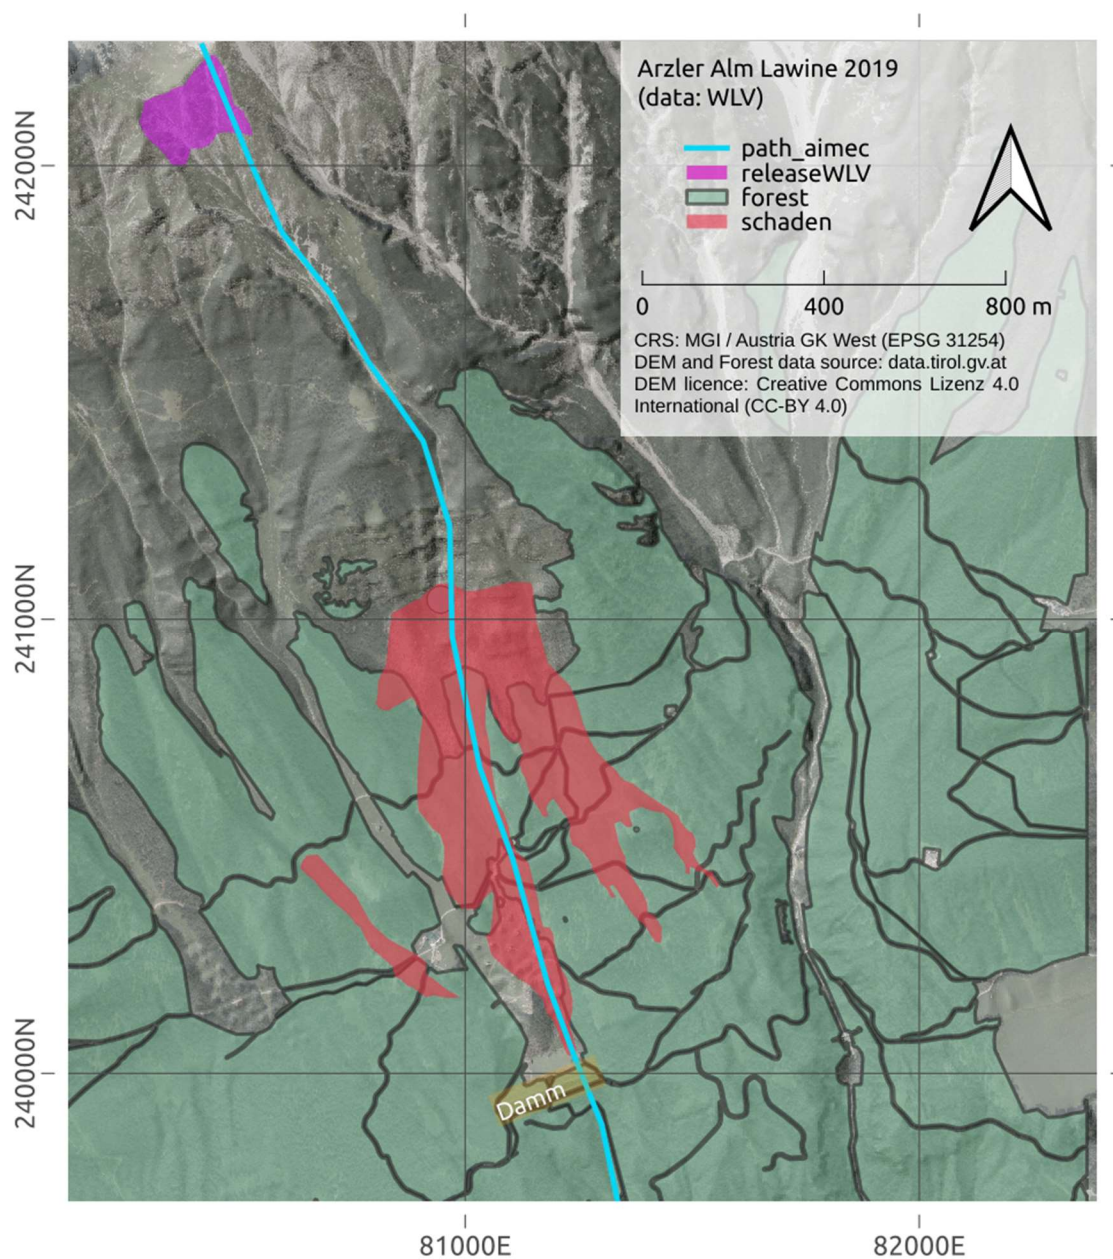 Arzler Alm Lawine 2019
(data: WLV)
path_aimec
releaseWLV
forest
schaden
0 400 800 m
CRS: MGI / Austria GK West (EPSG 31254)
DEM and Forest data source: data.tirol.gv.at
DEM licence: Creative Commons Lizenz 4.0
International (CC-BY 4.0)
242000N
241000N
240000N
Damm
81000E 82000E